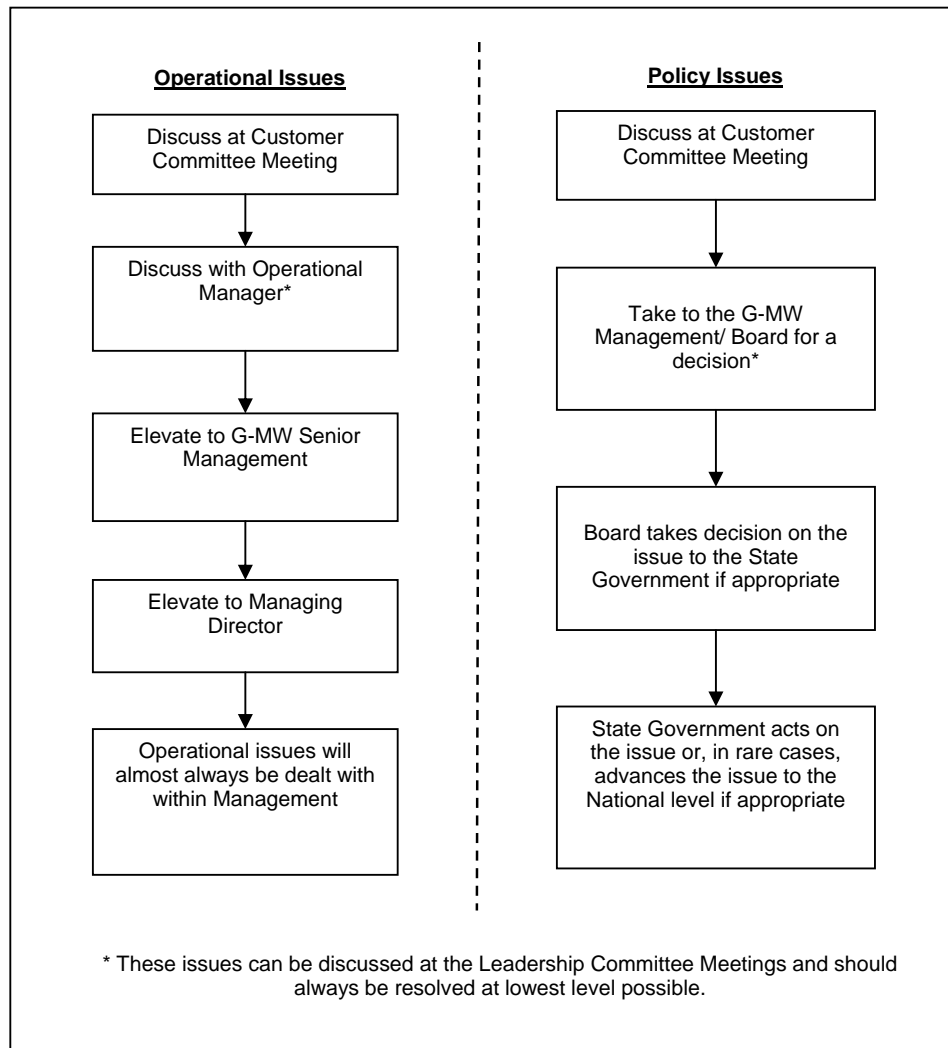 Operational Issues
Discuss at Customer
Committee Meeting
Discuss with Operational
Manager*
Elevate to G-MW Senior
Management
Elevate to Managing
Director
Operational issues will
almost always be dealt with
within Management
Policy Issues
Discuss at Customer
Committee Meeting
Take to the G-MW
Management/ Board for a
decision*
Board takes decision on the
issue to the State
Government if appropriate
State Government acts on
the issue or, in rare cases,
advances the issue to the
National level if appropriate
* These issues can be discussed at the Leadership Committee Meetings and should
always be resolved at lowest level possible.